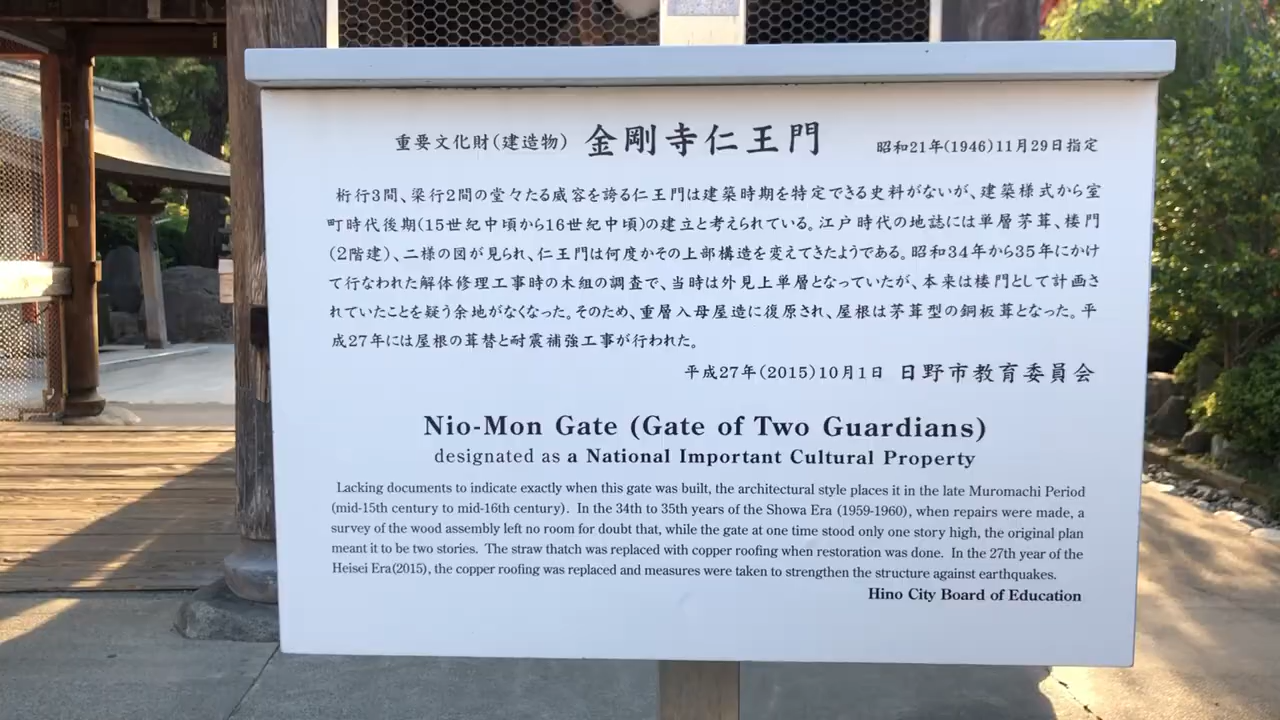 重要文化財(建造物) 金剛寺仁王門 昭和21年(1946)11月29日指定
桁行3間、梁行2間の堂々たる威容を誇る仁王門は建築時期を特定できる史料がないが、建築様式から室
町時代後期(15世紀中頃から16世紀中頃)の建立と考えられている。江戸時代の地誌には単層茅葺、楼門
(2階建)、二様の図が見られ、仁王門は何度かその上部構造を変えてきたようである。昭和34年から35年にかけ
て行なわれた解体修理工事時の木組の調査で、当時は外見上単層となっていたが、本来は楼門として計画さ
れていたことを疑う余地がなくなった。そのため、重層入母屋造に復原され、屋根は茅葺型の銅板葺となった。平
成27年には屋根の葺替と耐震補強工事が行われた。
平成27年(2015)10月1日 日野市教育委員会
Nio-Mon Gate (Gate of Two Guardians)
designated as a National Important Cultural Property
Lacking documents to indicate exactly when this gate was built, the architectural style places it in the late Muromachi Period
(mid-15th century to mid-16th century). In the 34th to 35th years of the Showa Era (1959-1960), when repairs were made, a
survey of the wood assembly left no room for doubt that, while the gate at one time stood only one story high, the original plan
meant it to be two stories. The straw thatch was replaced with copper roofing when restoration was done. In the 27th year of the
Heisei Era(2015), the copper roofing was replaced and measures were taken to strengthen the structure against earthquakes.
Hino City Board of Education